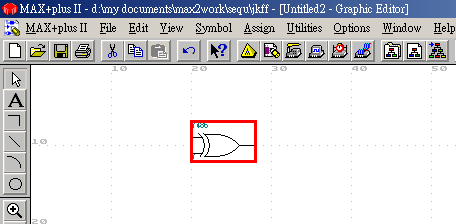 MAX+plus II - d:\my documents\max2work\sequ\jkff - [Untitled2 - Graphic Editor]
MAX+plus II File Edit View Symbol Assign Utilities Options Window Help
10 20 30 40 50
A
10
20